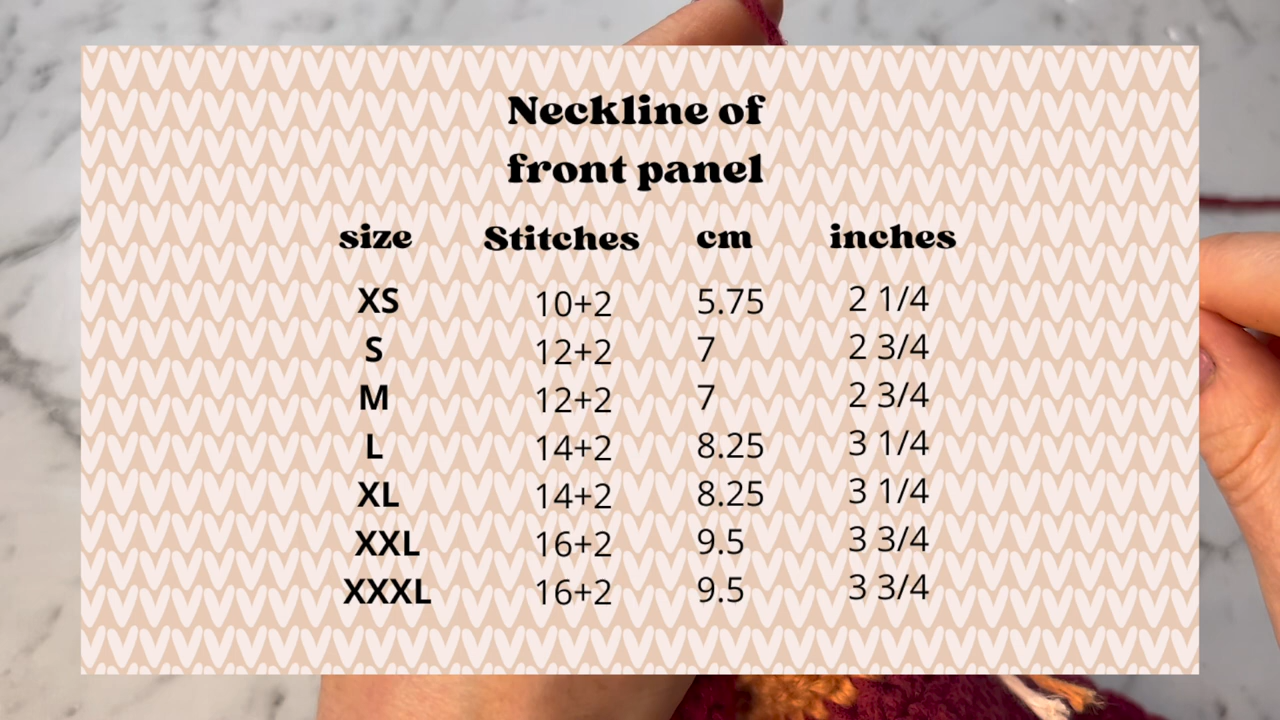 Neckline of
front panel
size Stitches cm inches
XS 10+2 5.75 2 1/4
S 12+2 7 2 3/4
M 12+2 7 2 3/4
L 14+2 8.25 3 1/4
XL 14+2 8.25 3 1/4
XXL 16+2 9.5 3 3/4
XXXL 16+2 9.5 3 3/4